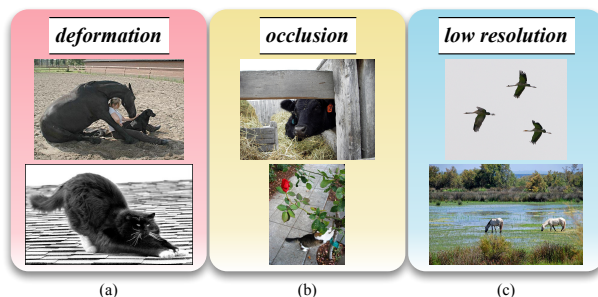 deformation
occlusion
low resolution
(a)
(b)
(c)